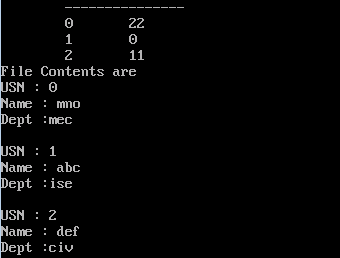 ---------------
0 22
1 0
2 11
File Contents are
USN : 0
Name : mno
Dept :mec
USN : 1
Name : abc
Dept :ise
USN : 2
Name : def
Dept :civ